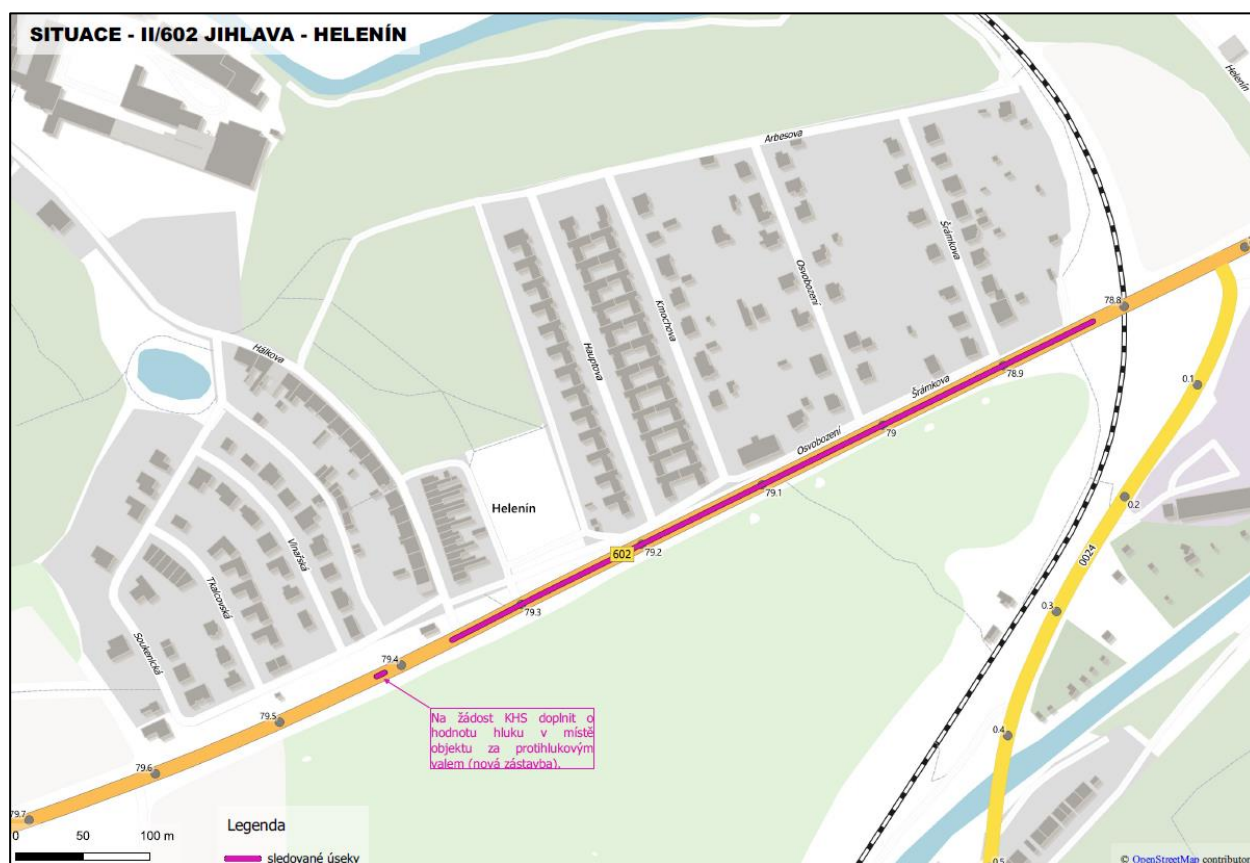 SITUACE - II/602 JIHLAVA - HELENÍN
Helenín
Arbesova
Šrámkova
Osvobození
Kmochova
Hauptova
Hálkova
78.8
Šrámkova
78.9
0.1
Osvobození
79
79.1
0.2
Helenín
602
79.2
0024
Vlnařská
Tkalcovská
Soukenická
79.3
0.3
79.4
Na žádost KHS doplnit o
hodnotu hluku v místě
objektu za protihlukovým
valem (nová zástavba).
79.5
0.4
79.6
79.7
0 50 100 m
Legenda
sledované úseky
0.5
© OpenStreetMap contributor